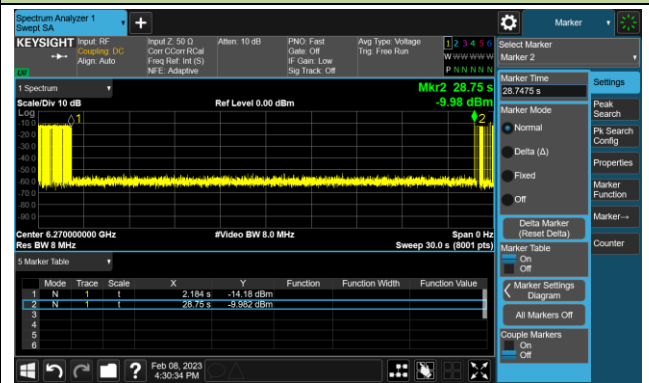 Spectrum Analyzer 1
Swept SA
+
Marker
KEYSIGHT Input: RF
Coupling: DC
Align: Auto
Input Z: 50 Ω
Corr CCorr RCal
Freq Ref: Int (S)
NFE: Adaptive
Atten: 10 dB
PNO: Fast
Gate: Off
IF Gain: Low
Sig Track: Off
Avg Type: Voltage
Trig: Free Run
1 2 3 4 5 6
W W W W W W
P N N N N N
Select Marker
Marker 2
1 Spectrum
Scale/Div 10 dB
Ref Level 0.00 dBm
Mkr2 28.75 s
-9.98 dBm
Log
-10.0
-20.0
-30.0
-40.0
-50.0
-60.0
-70.0
-80.0
-90.0
1
2
Center 6.270000000 GHz
#Video BW 8.0 MHz
Span 0 Hz
Res BW 8 MHz
Sweep 30.0 s (8001 pts)
5 Marker Table
Mode Trace Scale X Y Function Function Width Function Value
1 N 1 t 2.184 s -14.18 dBm
2 N 1 t 28.75 s -9.982 dBm
3
4
5
6
Marker Time
28.7475 s
Marker Mode
Normal
Delta (Δ)
Fixed
Off
Delta Marker
(Reset Delta)
Marker Table
On
Off
Marker Settings
Diagram
All Markers Off
Couple Markers
On
Off
Settings
Peak
Search
Pk Search
Config
Properties
Marker
Function
Marker→
Counter
?
Feb 08, 2023
4:30:34 PM